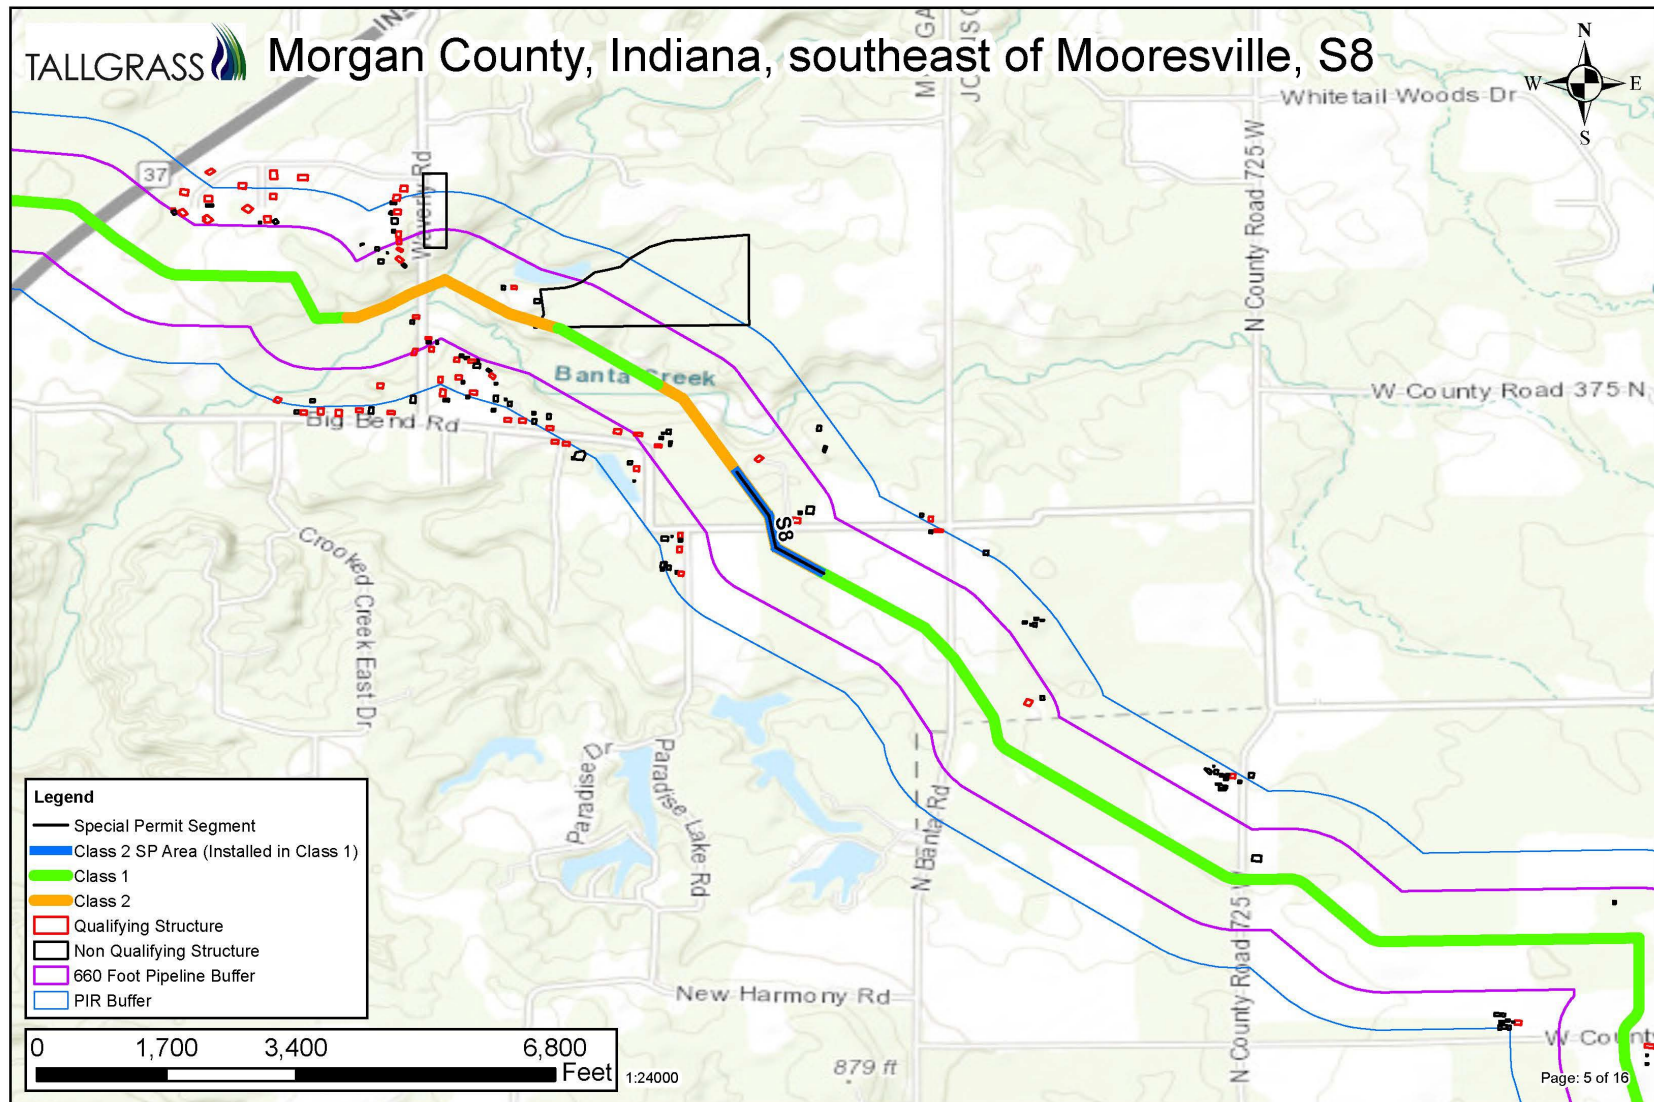 TALLGRASS
Morgan County, Indiana, southeast of Mooresville, S8
N
W E
S
37
Waverly Rd
Whitetail Woods Dr
N County Road 725 W
W County Road 375 N
Banta Creek
Big Bend Rd
S8
Crooked Creek East Dr
Paradise Dr
Paradise Lake Rd
N Banta Rd
N County Road 725 W
New Harmony Rd
879 ft
Legend
Special Permit Segment
Class 2 SP Area (Installed in Class 1)
Class 1
Class 2
Qualifying Structure
Non Qualifying Structure
660 Foot Pipeline Buffer
PIR Buffer
0 1,700 3,400 6,800
Feet
1:24000
W County
Page: 5 of 16